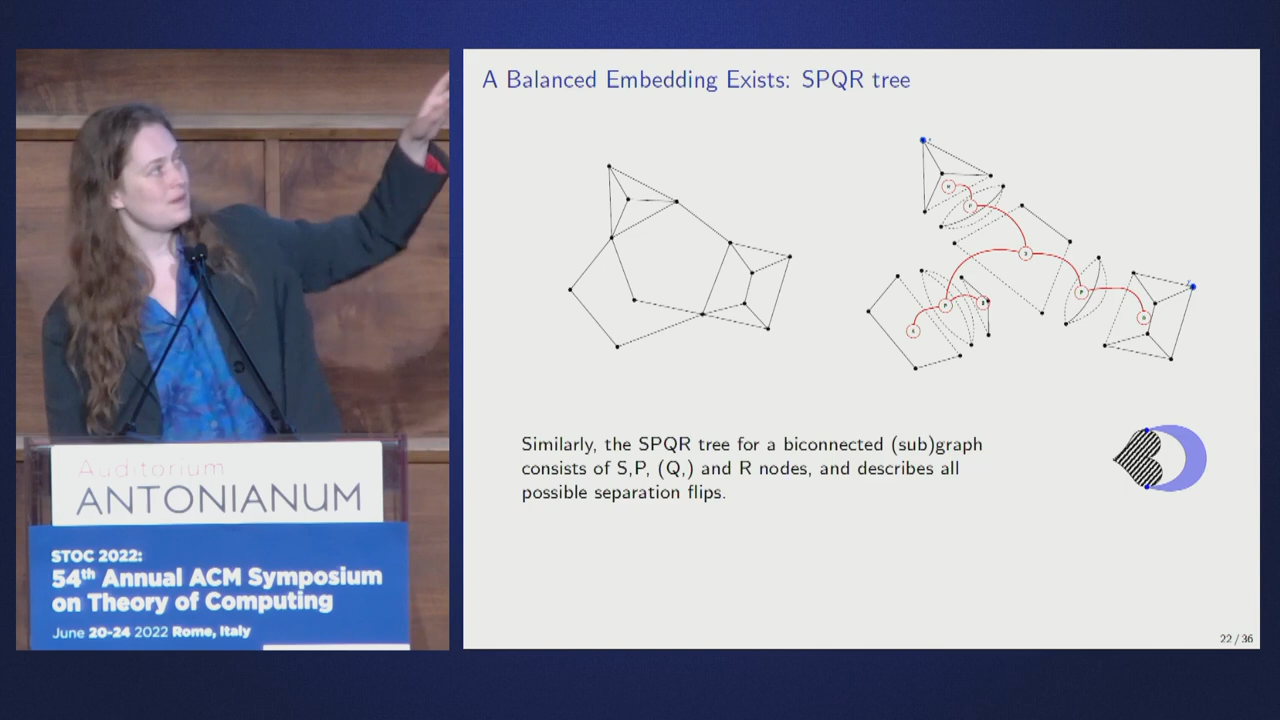 A Balanced Embedding Exists: SPQR tree
Similarly, the SPQR tree for a biconnected (sub)graph
consists of S,P, (Q,) and R nodes, and describes all
possible separation flips.
22 / 36
Auditorium
ANTONIANUM
STOC 2022:
54th Annual ACM Symposium
on Theory of Computing
June 20-24 2022 Rome, Italy